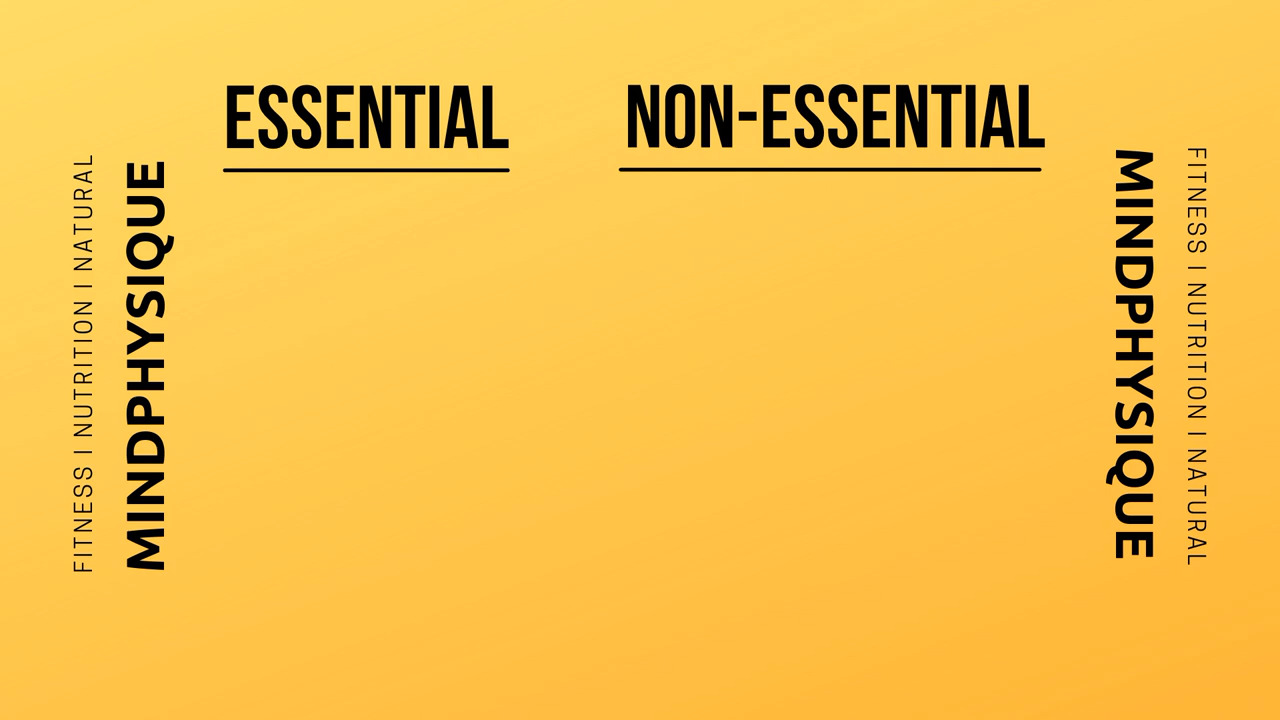 ESSENTIAL
NON-ESSENTIAL
FITNESS I NUTRITION I NATURAL
MINDPHYSIQUE
MINDPHYSIQUE
FITNESS I NUTRITION I NATURAL